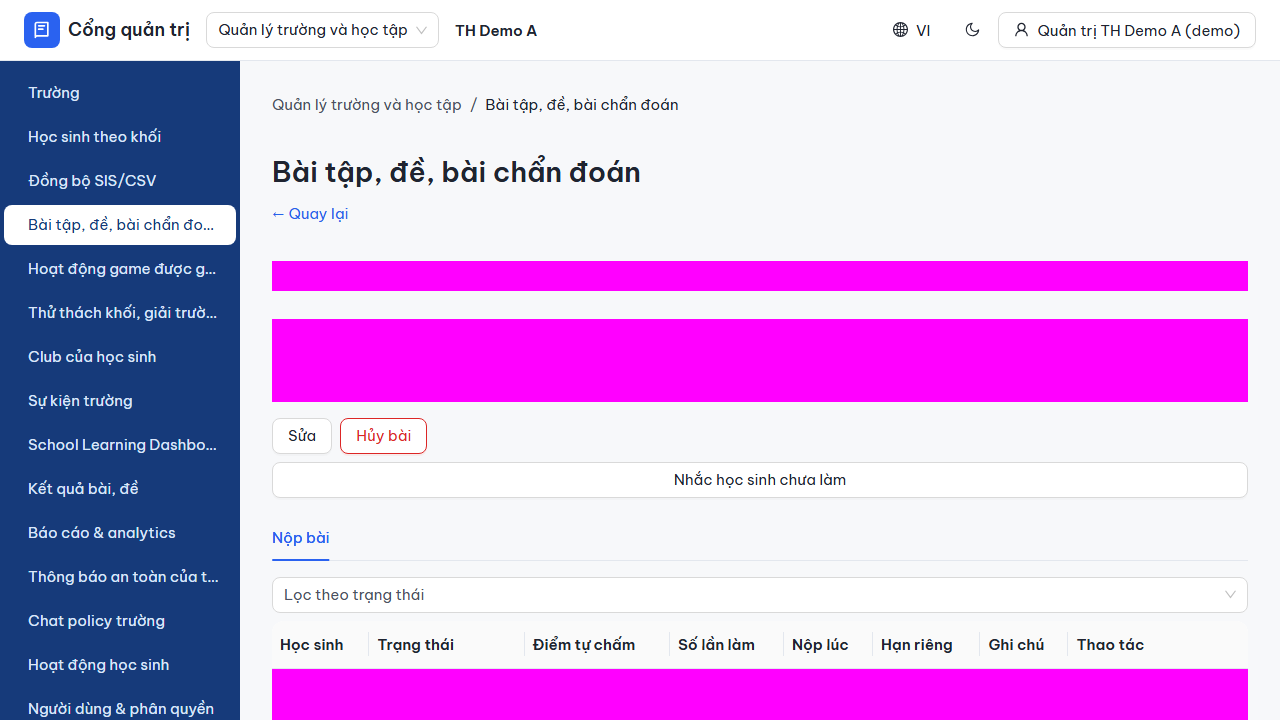 Cổng quản trị
Quản lý trường và học tập
TH Demo A
VI
Quản trị TH Demo A (demo)
Trường
Học sinh theo khối
Đồng bộ SIS/CSV
Bài tập, đề, bài chẩn đo...
Hoạt động game được g...
Thử thách khối, giải trườ...
Club của học sinh
Sự kiện trường
School Learning Dashbo...
Kết quả bài, đề
Báo cáo & analytics
Thông báo an toàn của t...
Chat policy trường
Hoạt động học sinh
Người dùng & phân quyền
Quản lý trường và học tập / Bài tập, đề, bài chẩn đoán
Bài tập, đề, bài chẩn đoán
← Quay lại
Sửa
Hủy bài
Nhắc học sinh chưa làm
Nộp bài
Lọc theo trạng thái
Học sinh
Trạng thái
Điểm tự chấm
Số lần làm
Nộp lúc
Hạn riêng
Ghi chú
Thao tác